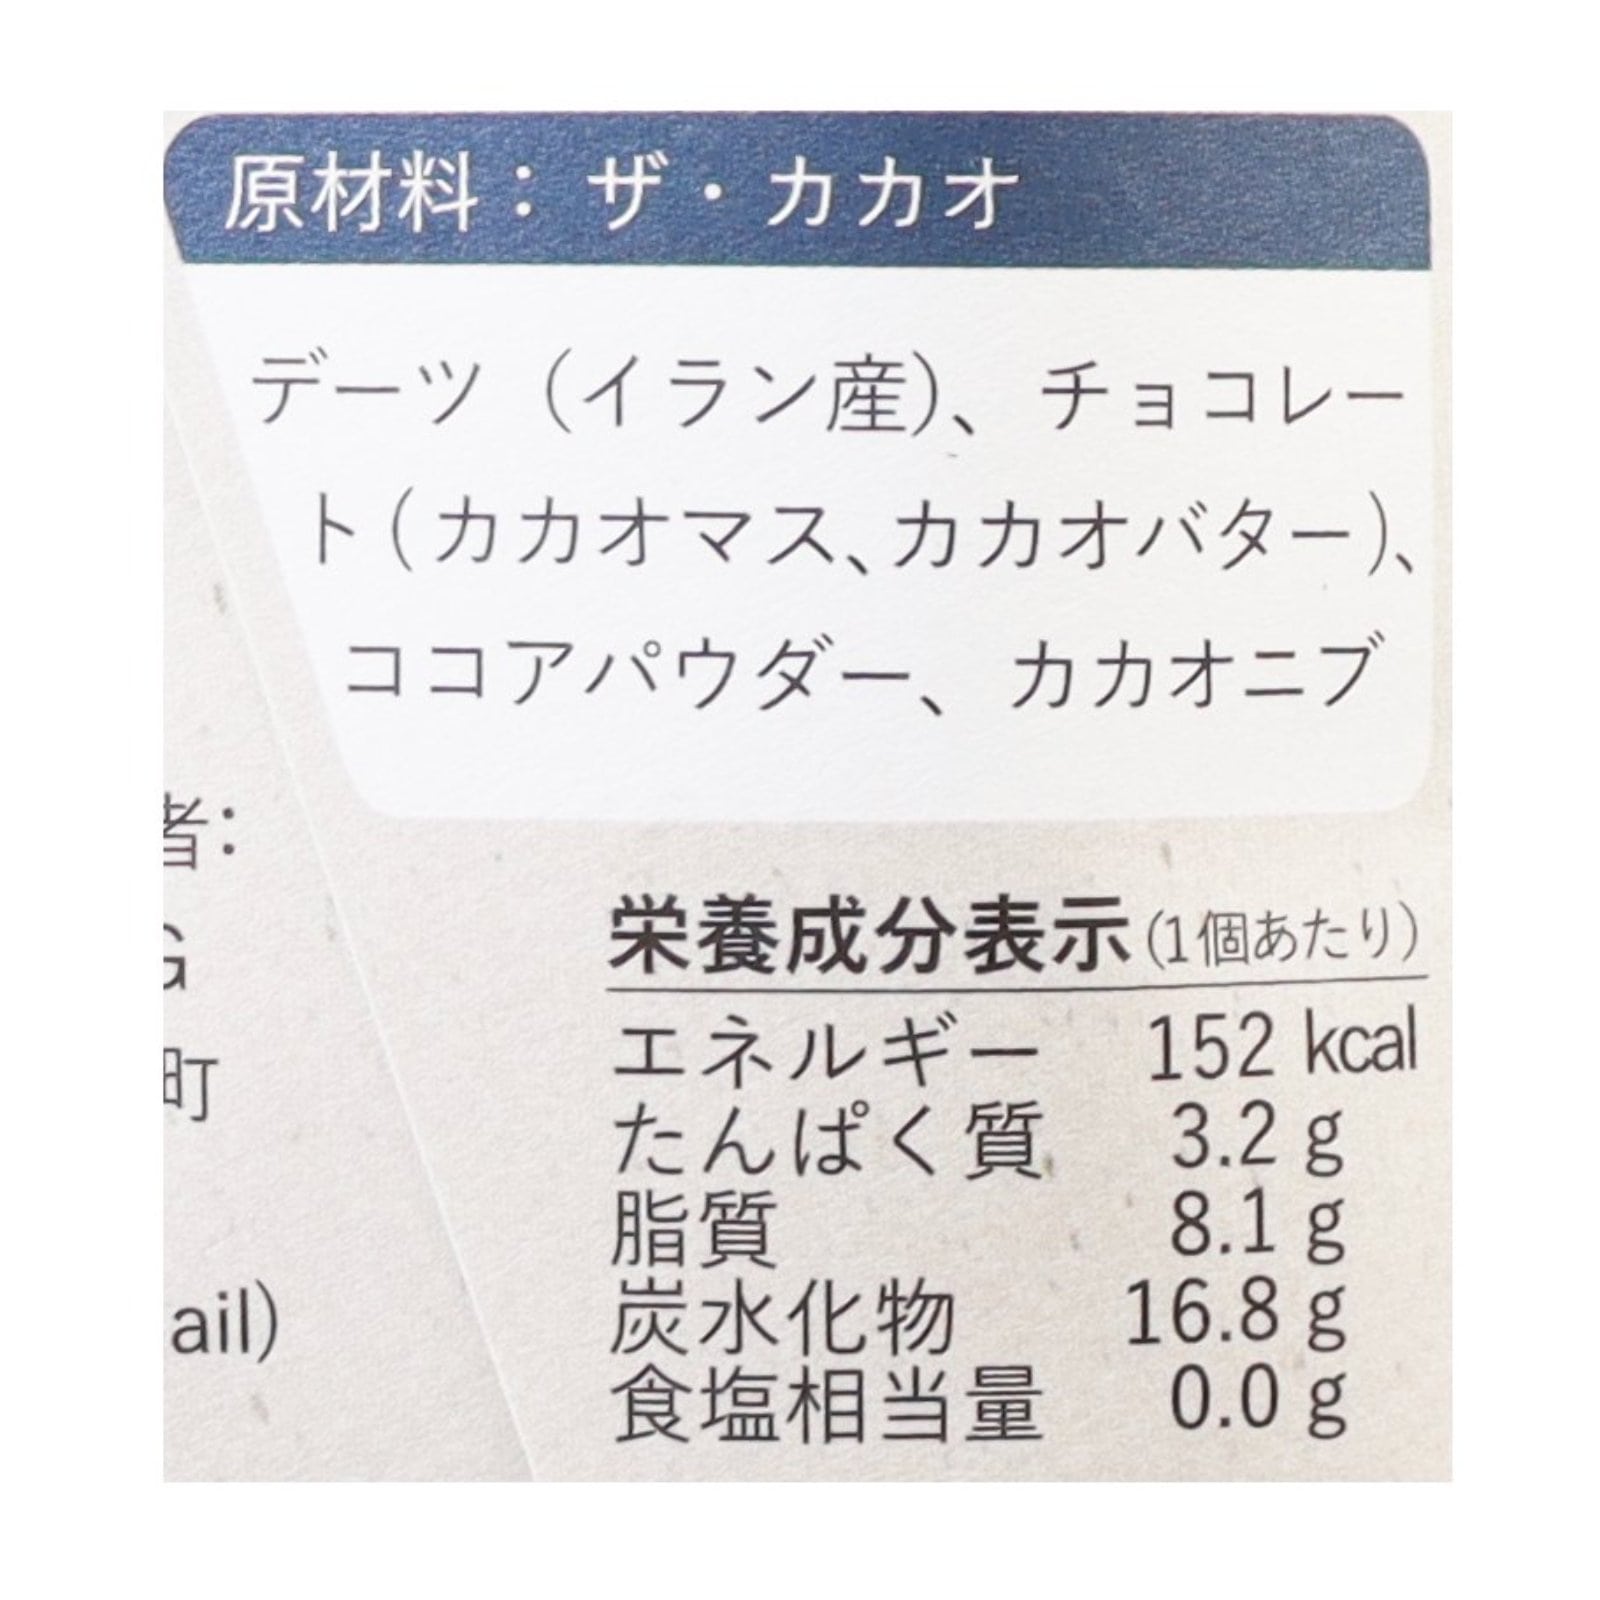 原材料：ザ・カカオ
デーツ（イラン産）、チョコレー
ト(カカオマス、カカオバター)、
ココアパウダー、カカオニブ
者:
G
町
ail)
栄養成分表示(1個あたり)
エネルギー 152 kcal
たんぱく質 3.2 g
脂質 8.1 g
炭水化物 16.8 g
食塩相当量 0.0 g